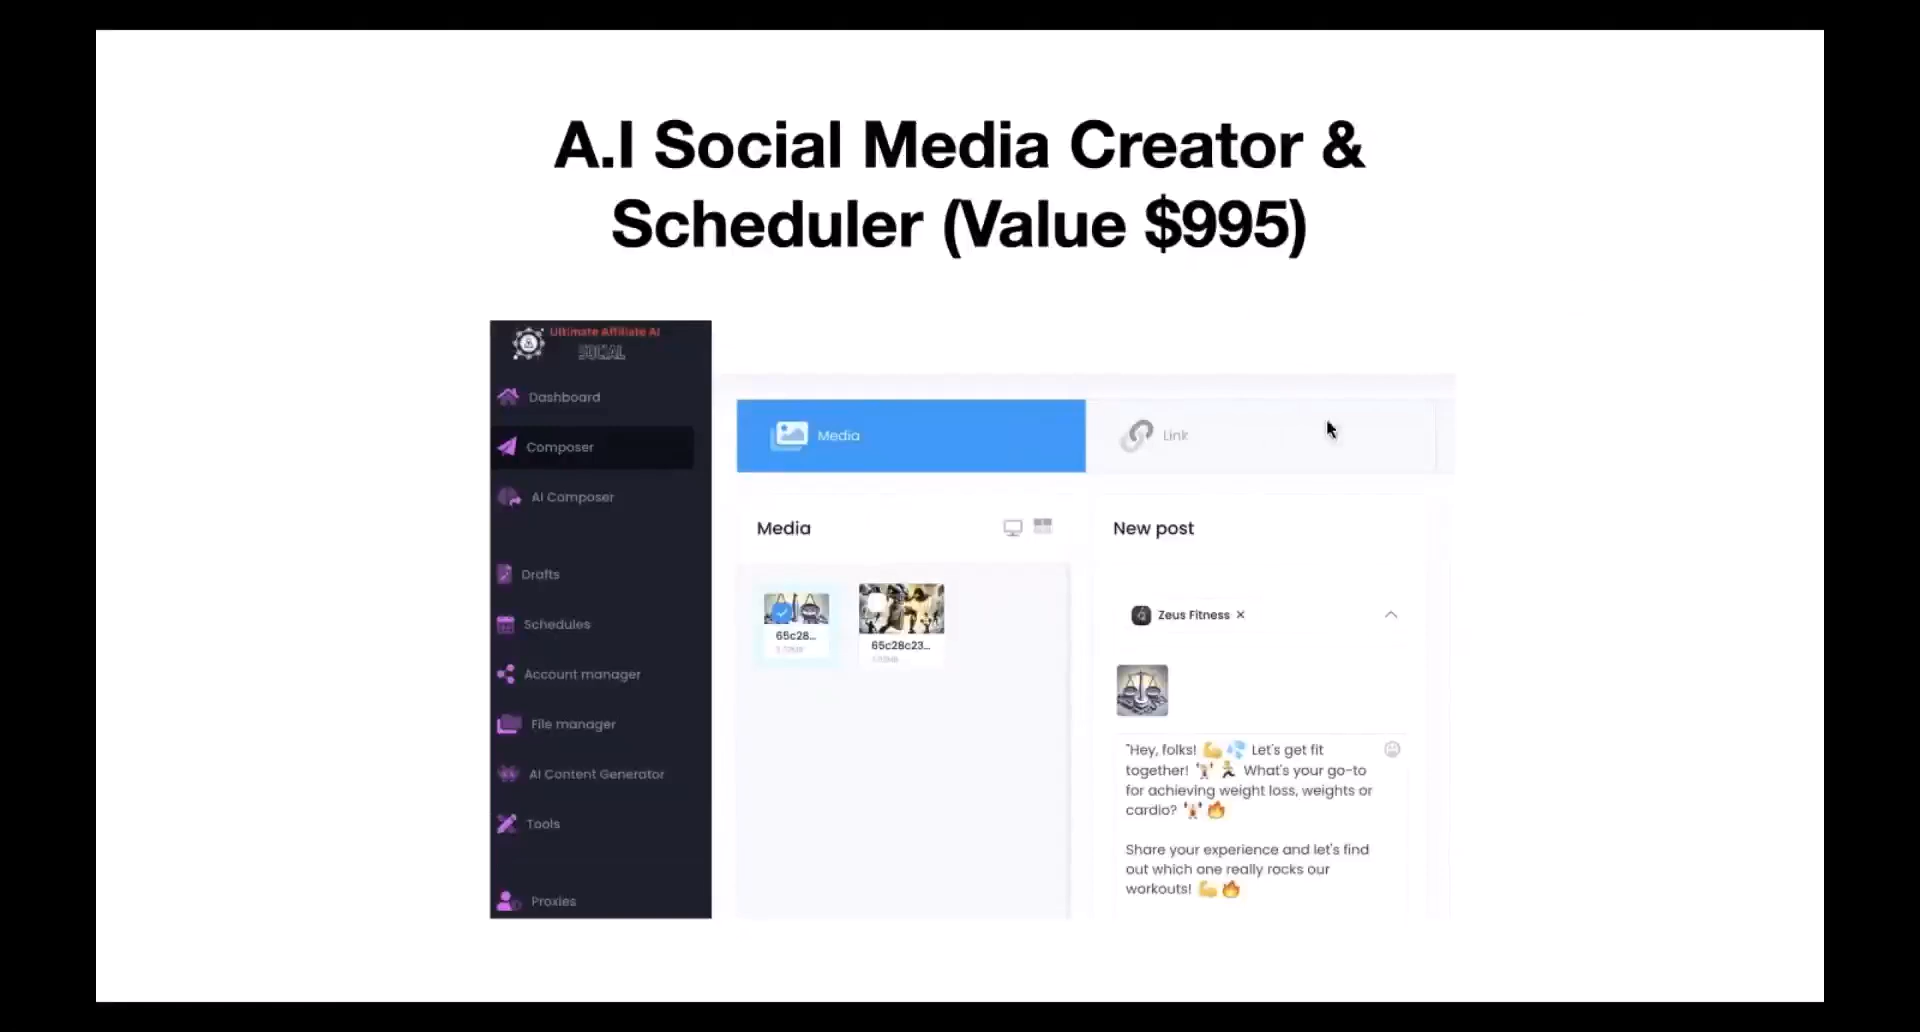 A.I Social Media Creator &
Scheduler (Value $995)
Ultimate Affiliate AI
SOCIAL
Dashboard
Composer
AI Composer
Drafts
Schedules
Account manager
File manager
AI Content Generator
Tools
Proxies
Media
Link
Media
65c28...
65c28c23...
New post
Zeus Fitness ×
"Hey, folks! 💪💦 Let's get fit
together! 🏋️🏃 What's your go-to
for achieving weight loss, weights or
cardio? 🏋️🔥
Share your experience and let's find
out which one really rocks our
workouts! 💪🔥